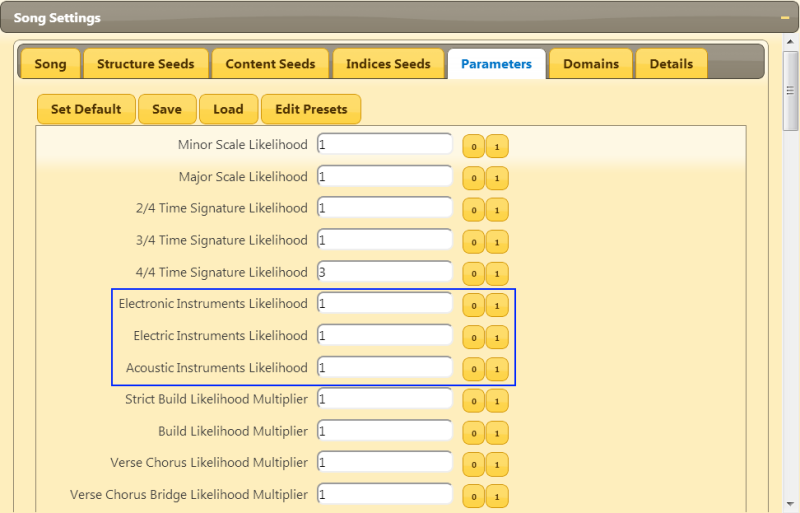 Song Settings
Song Structure Seeds Content Seeds Indices Seeds Parameters Domains Details
Set Default Save Load Edit Presets
Minor Scale Likelihood 1 0 1
Major Scale Likelihood 1 0 1
2/4 Time Signature Likelihood 1 0 1
3/4 Time Signature Likelihood 1 0 1
4/4 Time Signature Likelihood 3 0 1
Electronic Instruments Likelihood 1 0 1
Electric Instruments Likelihood 1 0 1
Acoustic Instruments Likelihood 1 0 1
Strict Build Likelihood Multiplier 1 0 1
Build Likelihood Multiplier 1 0 1
Verse Chorus Likelihood Multiplier 1 0 1
Verse Chorus Bridge Likelihood Multiplier 1 0 1